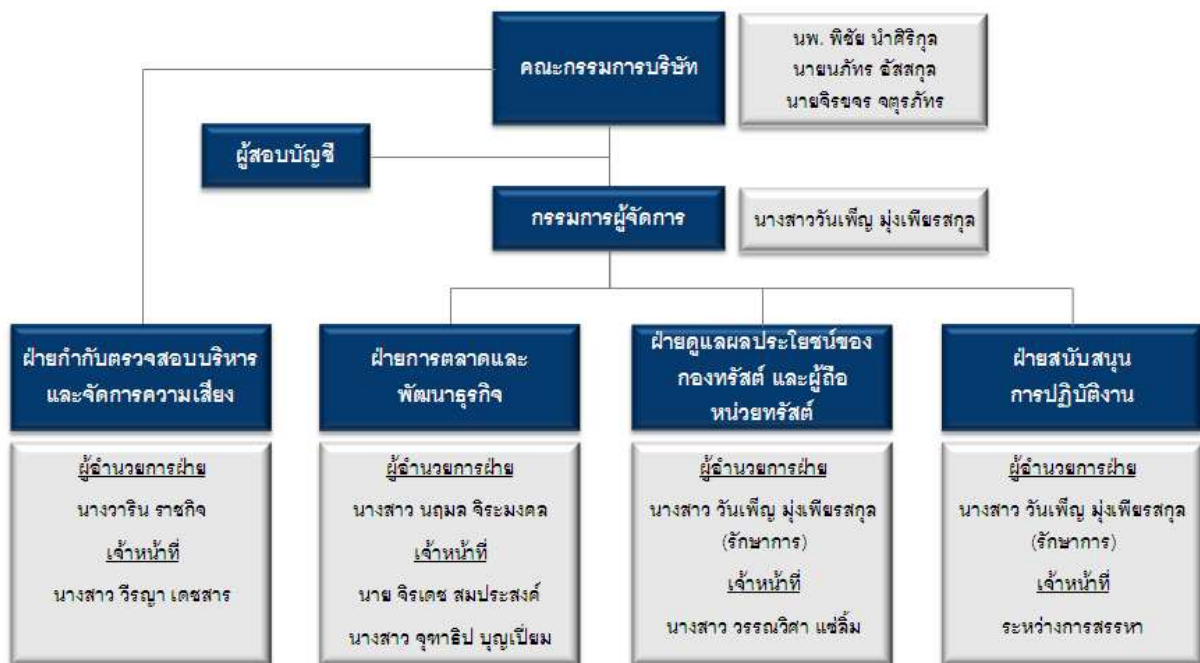 คณะกรรมการบริษัท
นพ. พิชัย นำศิริกุล
นายนภัทร อัสสกุล
นายจิรขจร จตุรภัทร
ผู้สอบบัญชี
กรรมการผู้จัดการ
นางสาววันเพ็ญ มุ่งเพียรสกุล
ฝ่ายกำกับตรวจสอบบริหาร
และจัดการความเสี่ยง
ผู้อำนวยการฝ่าย
นางวาริน ราชกิจ
เจ้าหน้าที่
นางสาว วีรญา เดชสาร
ฝ่ายการตลาดและ
พัฒนาธุรกิจ
ผู้อำนวยการฝ่าย
นางสาว นฤมล จิระมงคล
เจ้าหน้าที่
นาย จิรเดช สมประสงค์
นางสาว จุฑาธิป บุญเปี่ยม
ฝ่ายดูแลผลประโยชน์ของ
กองทรัสต์ และผู้ถือ
หน่วยทรัสต์
ผู้อำนวยการฝ่าย
นางสาว วันเพ็ญ มุ่งเพียรสกุล
(รักษาการ)
เจ้าหน้าที่
นางสาว วรรณวิศา แซ่ลิ้ม
ฝ่ายสนับสนุน
การปฏิบัติงาน
ผู้อำนวยการฝ่าย
นางสาว วันเพ็ญ มุ่งเพียรสกุล
(รักษาการ)
เจ้าหน้าที่
ระหว่างการสรรหา